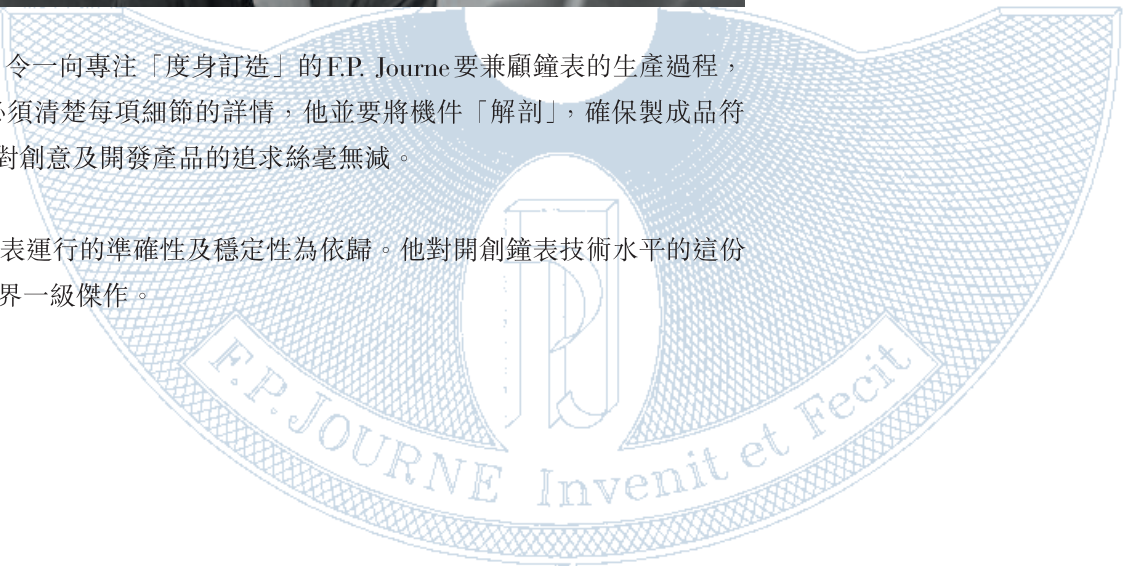 令一向專注「度身訂造」的F.P. Journe要兼顧鐘表的生產過程，
必須清楚每項細節的詳情，他並要將機件「解剖」，確保製成品符
對創意及開發產品的追求絲毫無減。
表運行的準確性及穩定性為依歸。他對開創鐘表技術水平的這份
界一級傑作。
F.P. JOURNE Invenit et Fecit